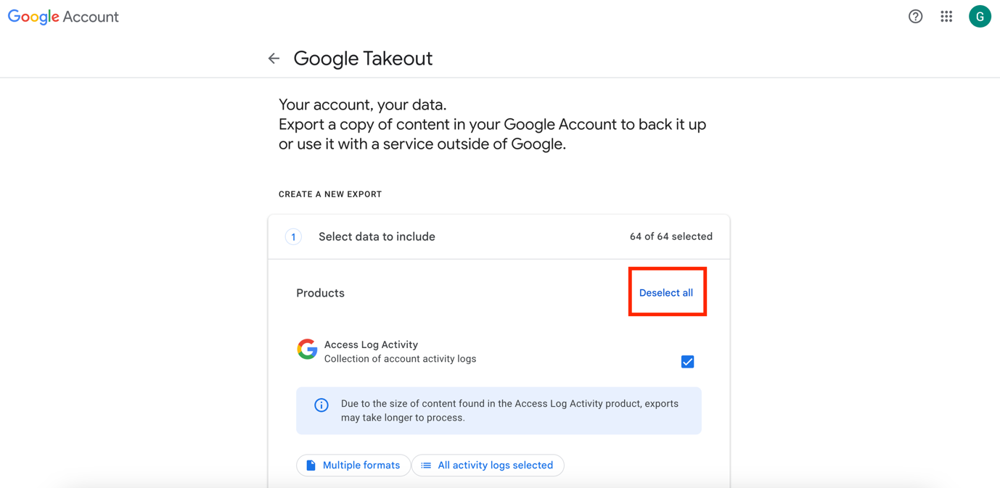 Google Account
G
Google Takeout
Your account, your data.
Export a copy of content in your Google Account to back it up
or use it with a service outside of Google.
CREATE A NEW EXPORT
1 Select data to include 64 of 64 selected
Products Deselect all
Access Log Activity
Collection of account activity logs
Due to the size of content found in the Access Log Activity product, exports
may take longer to process.
Multiple formats All activity logs selected